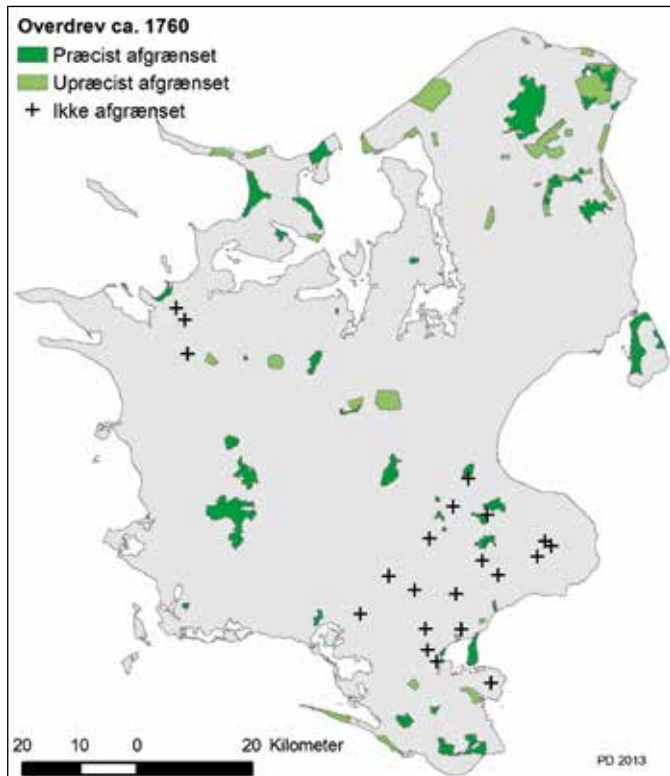 Overdrev ca. 1760
Præcist afgrænset
Upræcist afgrænset
+ Ikke afgrænset
20 10 0 20 Kilometer
PD 2013